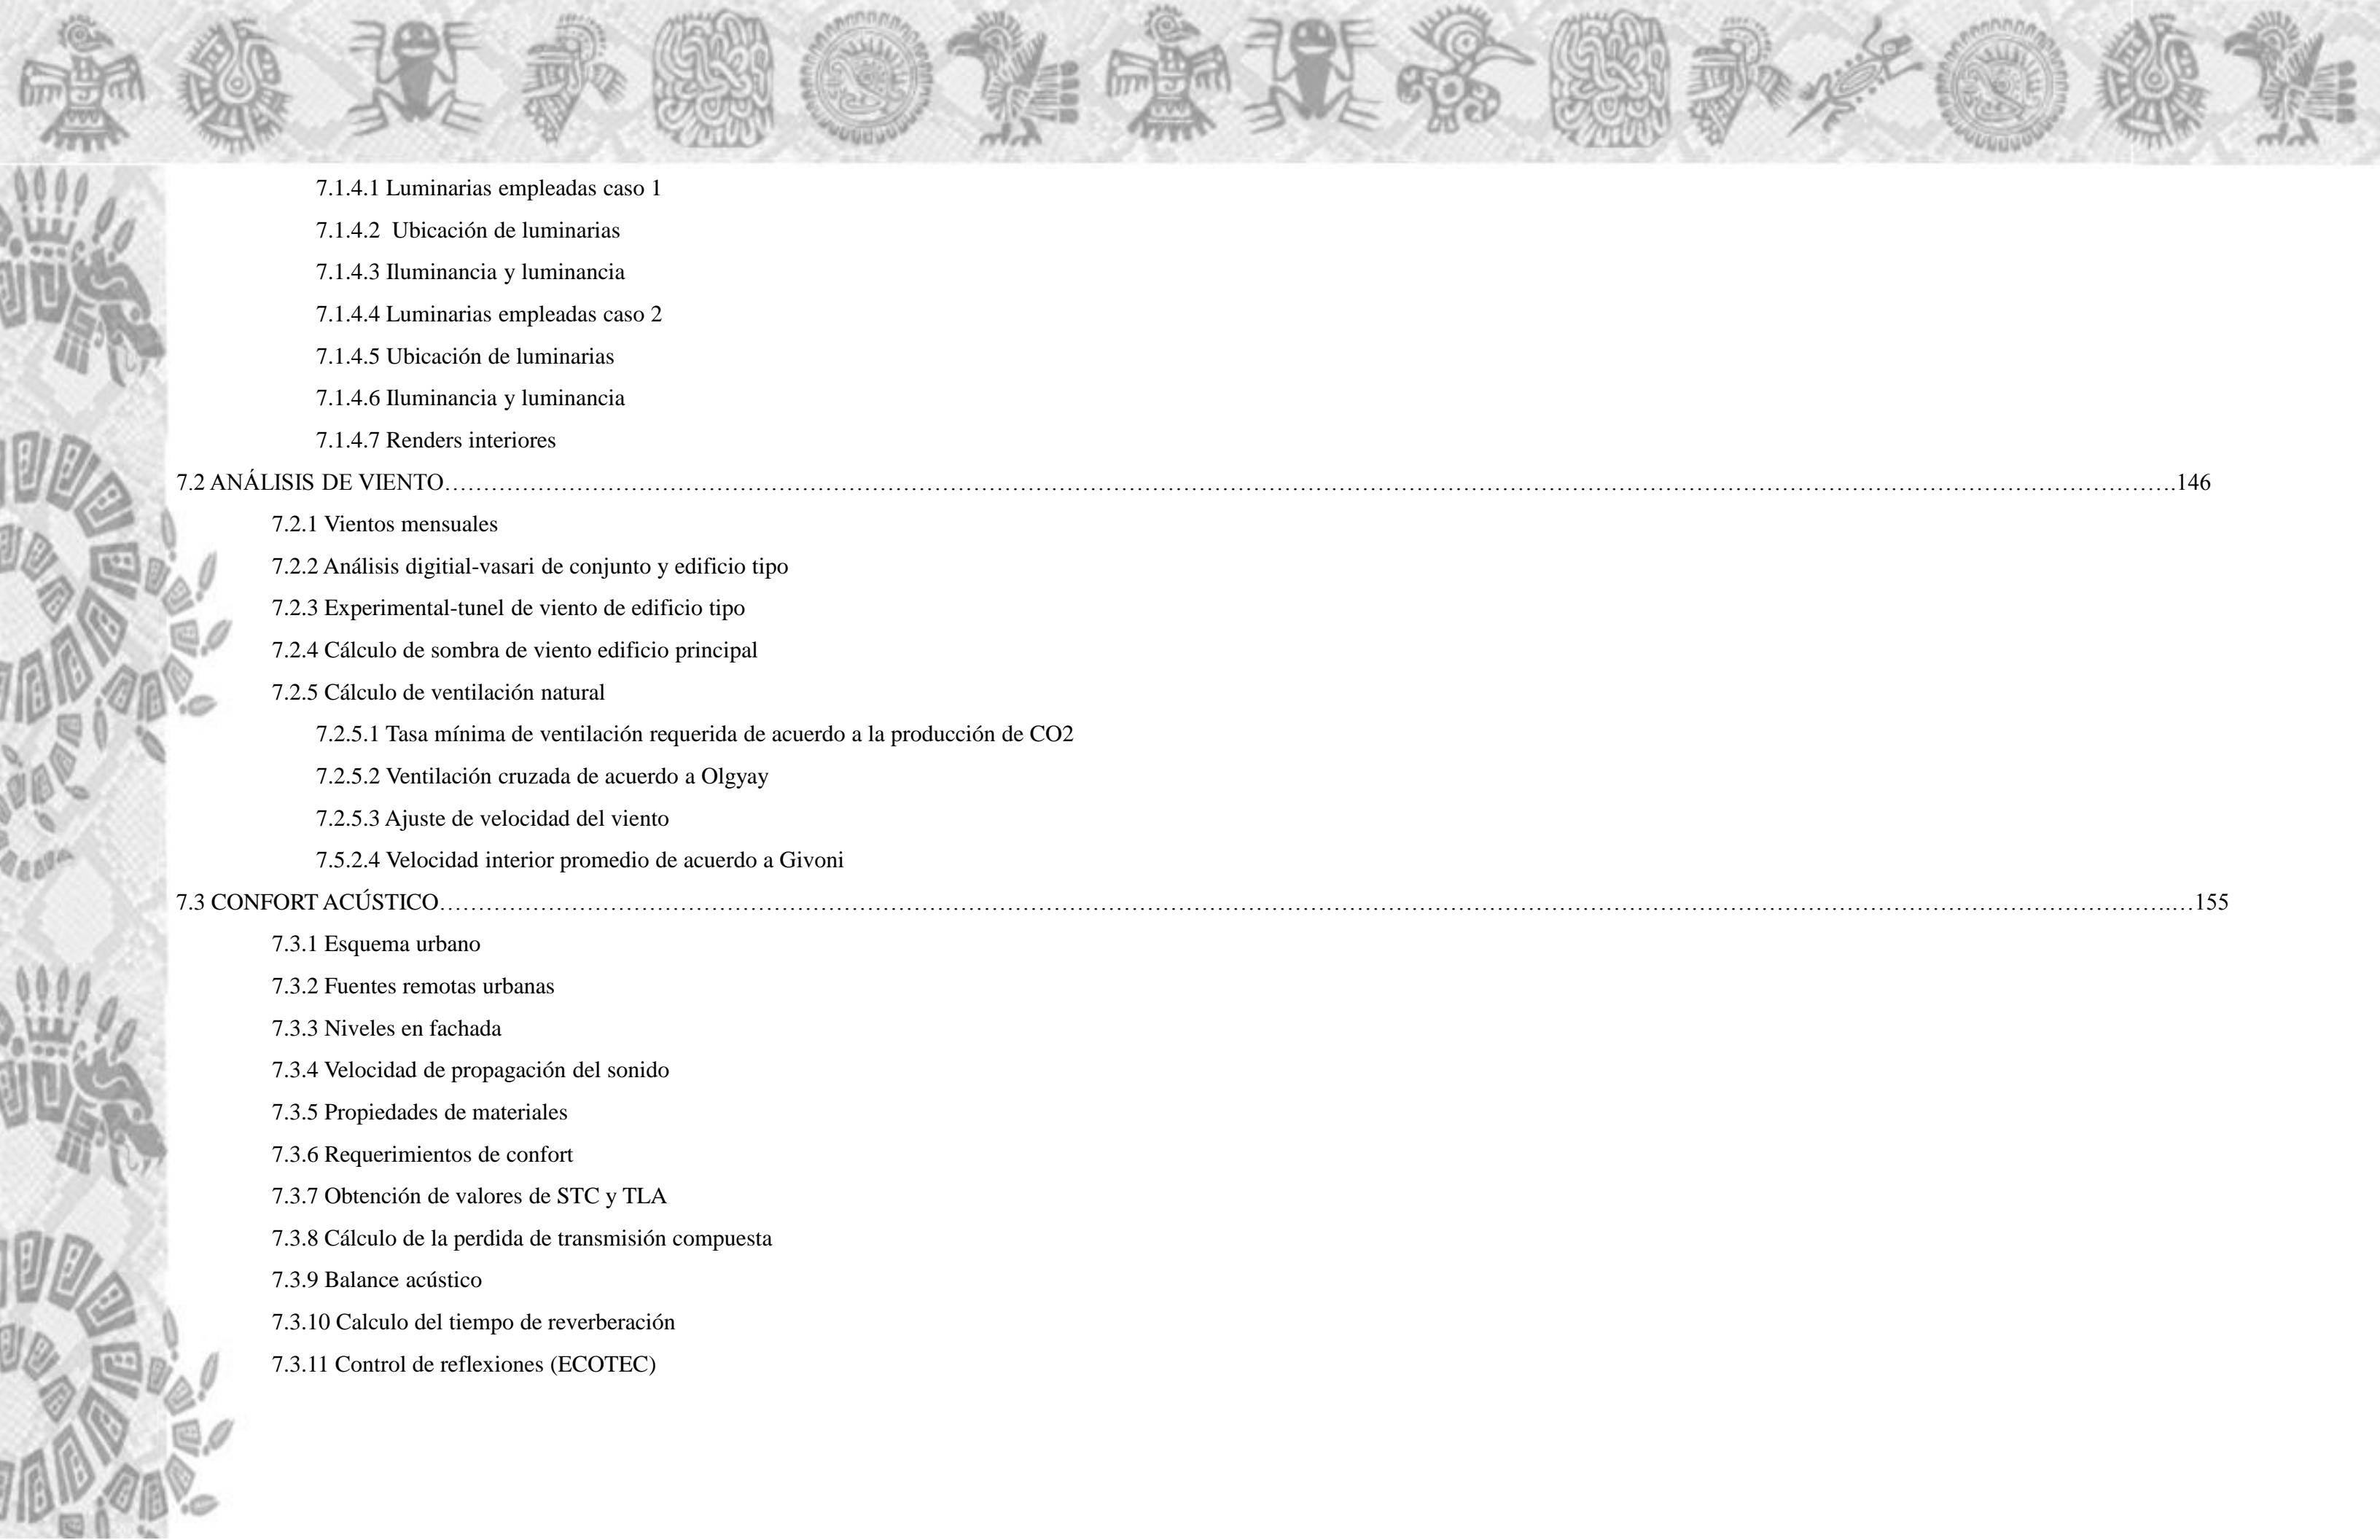 7.1.4.1 Luminarias empleadas caso 1
7.1.4.2  Ubicación de luminarias
7.1.4.3 Iluminancia y luminancia
7.1.4.4 Luminarias empleadas caso 2
7.1.4.5 Ubicación de luminarias
7.1.4.6 Iluminancia y luminancia
7.1.4.7 Renders interiores
7.2 ANÁLISIS DE VIENTO……………………………………………………………………………………………………………………………………………………………………………………………….146
7.2.1 Vientos mensuales
7.2.2 Análisis digitial-vasari de conjunto y edificio tipo
7.2.3 Experimental-tunel de viento de edificio tipo
7.2.4 Cálculo de sombra de viento edificio principal
7.2.5 Cálculo de ventilación natural
7.2.5.1 Tasa mínima de ventilación requerida de acuerdo a la producción de CO2
7.2.5.2 Ventilación cruzada de acuerdo a Olgyay
7.2.5.3 Ajuste de velocidad del viento
7.5.2.4 Velocidad interior promedio de acuerdo a Givoni
7.3 CONFORT ACÚSTICO…………………………………………………………………………………………………………………………………………………………………………………………….…155
7.3.1 Esquema urbano
7.3.2 Fuentes remotas urbanas
7.3.3 Niveles en fachada
7.3.4 Velocidad de propagación del sonido
7.3.5 Propiedades de materiales
7.3.6 Requerimientos de confort
7.3.7 Obtención de valores de STC y TLA
7.3.8 Cálculo de la perdida de transmisión compuesta
7.3.9 Balance acústico
7.3.10 Calculo del tiempo de reverberación
7.3.11 Control de reflexiones (ECOTEC)